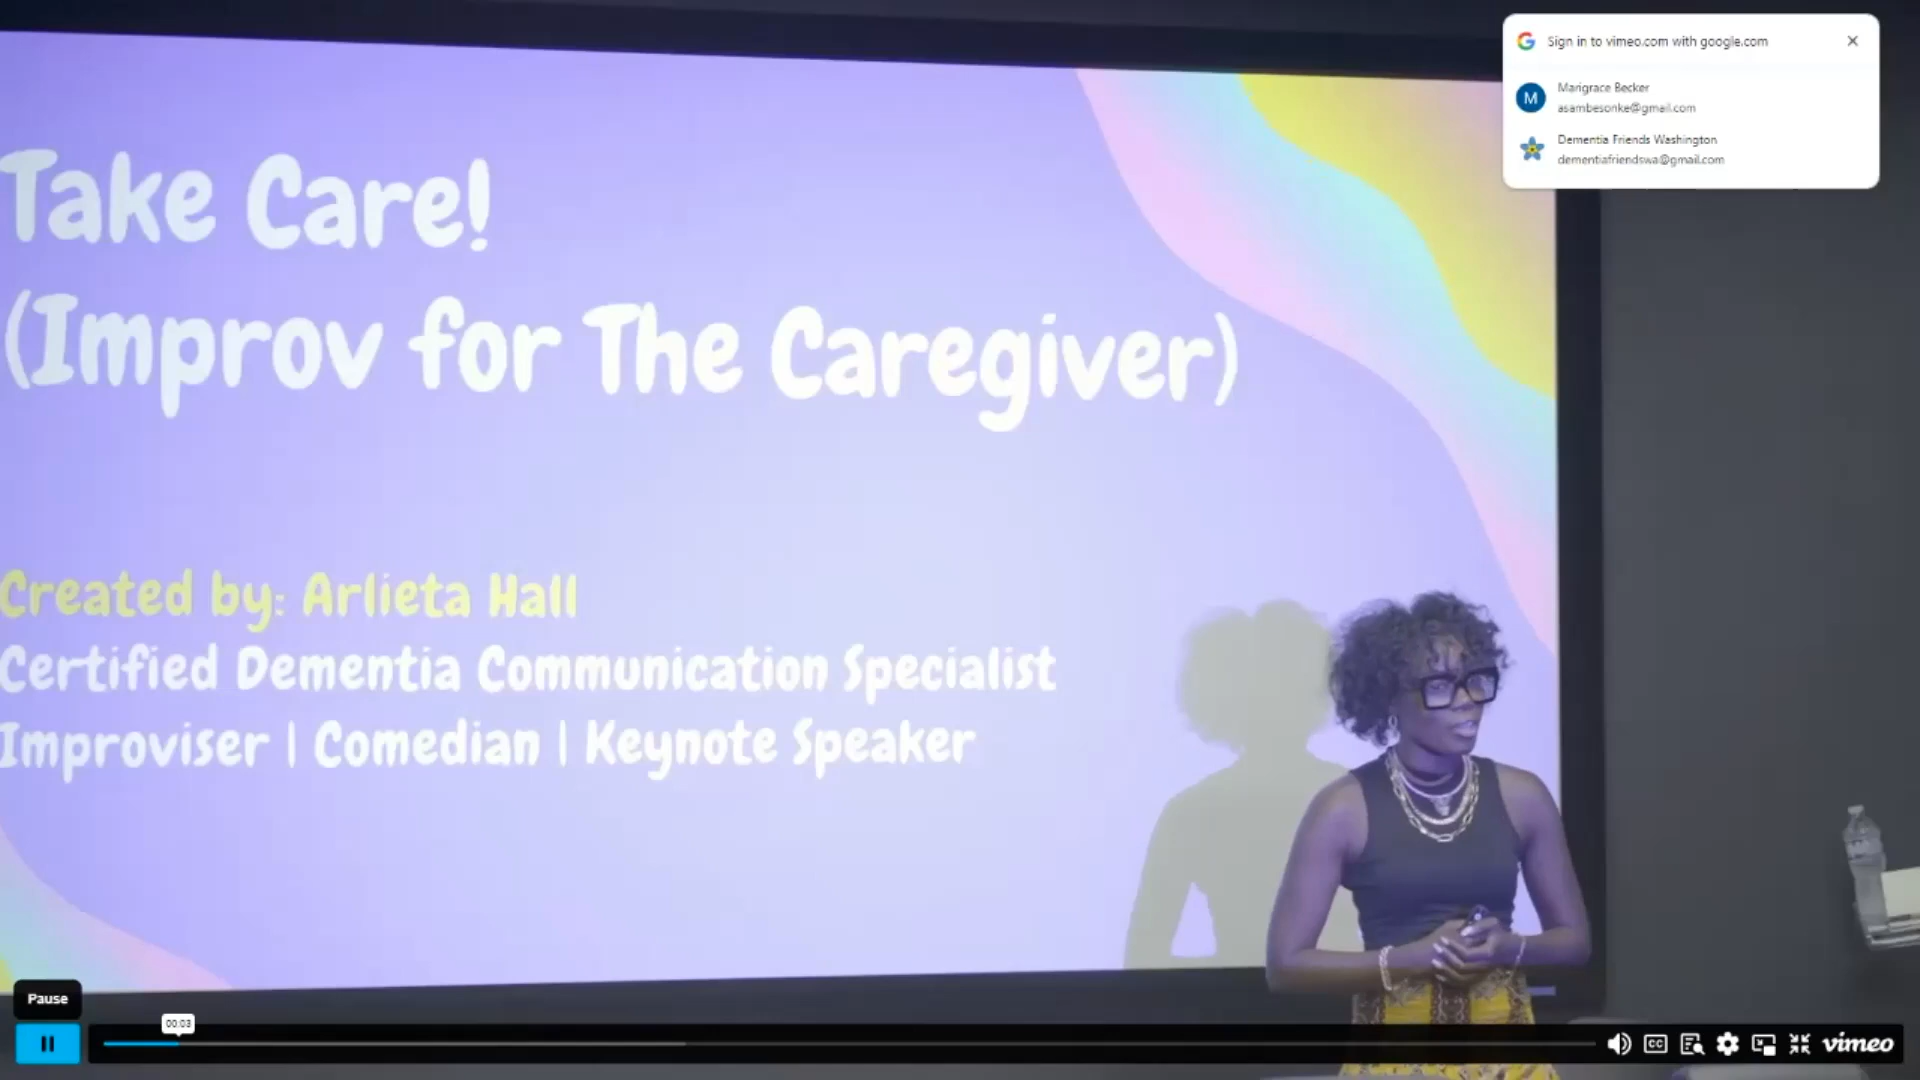 Take Care!
(Improv for The Caregiver)
Created by: Arlieta Hall
Certified Dementia Communication Specialist
Improviser | Comedian | Keynote Speaker
Sign in to vimeo.com with google.com
M
Marigrace Becker
asambesonke@gmail.com
Dementia Friends Washington
dementiafriendswa@gmail.com
Pause
00:03
CC
vimeo